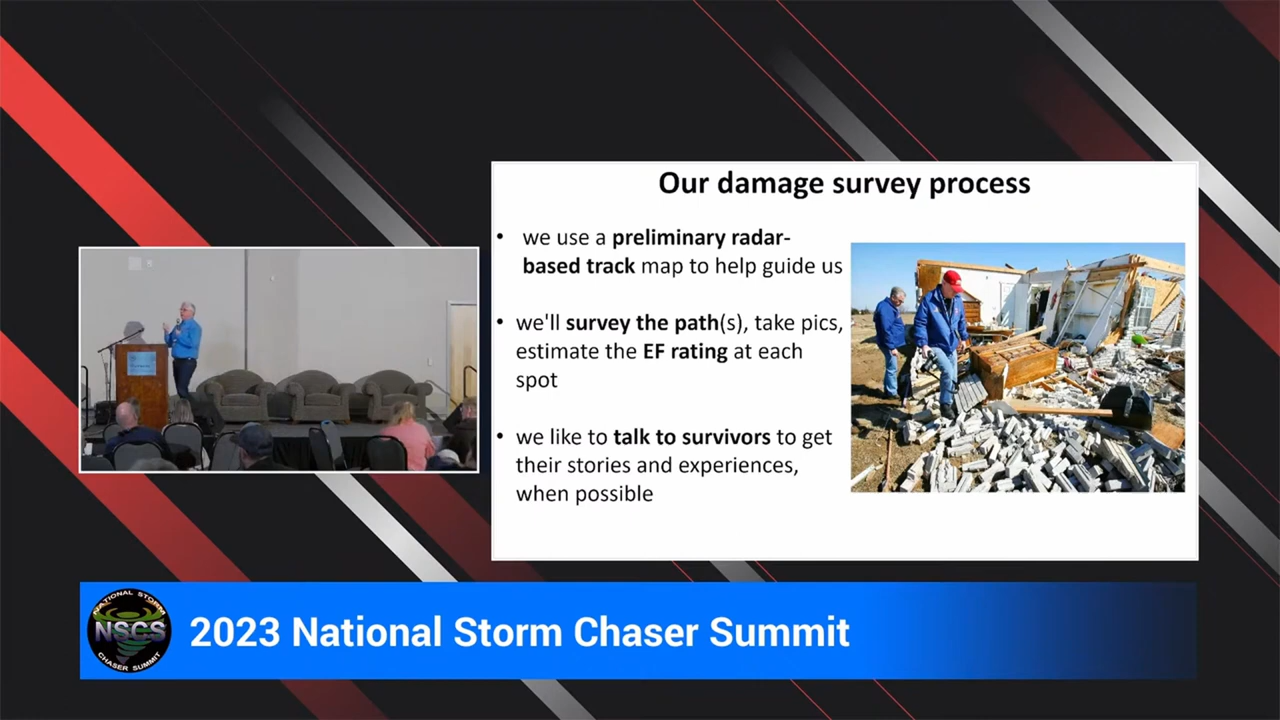 Our damage survey process
• we use a preliminary radar-
based track map to help guide us
• we'll survey the path(s), take pics,
estimate the EF rating at each
spot
• we like to talk to survivors to get
their stories and experiences,
when possible
NATIONAL STORM
NSCS
CHASER SUMMIT
2023 National Storm Chaser Summit